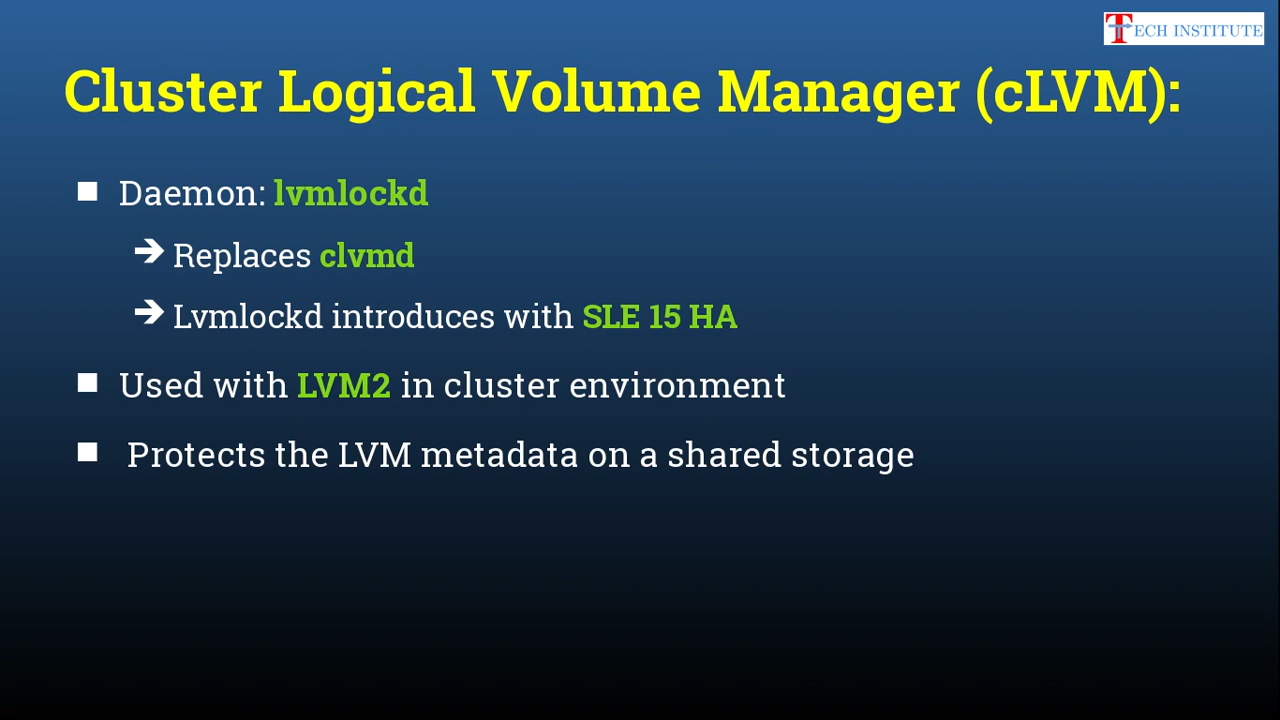 TECH INSTITUTE
Cluster Logical Volume Manager (cLVM):
Daemon: lvmlockd
Replaces clvmd
Lvmlockd introduces with SLE 15 HA
Used with LVM2 in cluster environment
Protects the LVM metadata on a shared storage